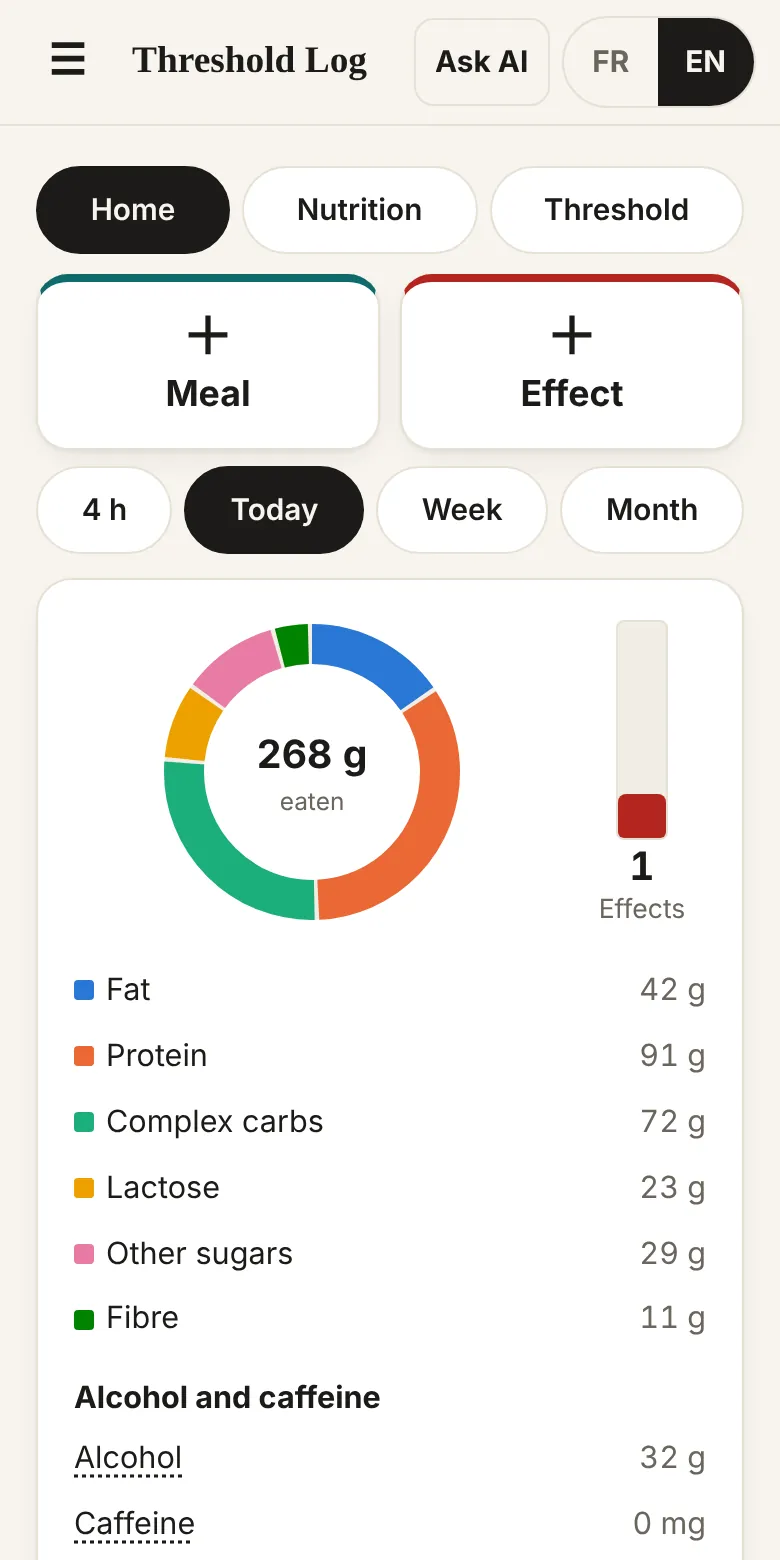 ☰ Threshold Log Ask AI FR EN
Home Nutrition Threshold
+ +
Meal Effect
4 h Today Week Month
268 g
eaten
1
Effects
Fat 42 g
Protein 91 g
Complex carbs 72 g
Lactose 23 g
Other sugars 29 g
Fibre 11 g
Alcohol and caffeine
Alcohol 32 g
Caffeine 0 mg